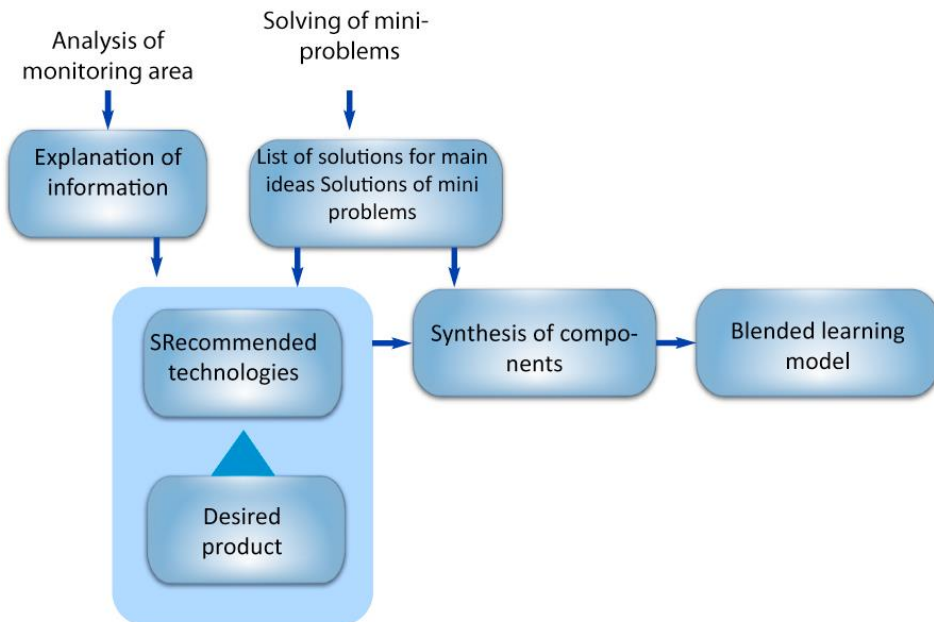 Analysis of
monitoring area
Solving of mini-
problems
Explanation of
information
List of solutions for main
ideas Solutions of mini
problems
SRecommended
technologies
Synthesis of compo-
nents
Blended learning
model
Desired
product